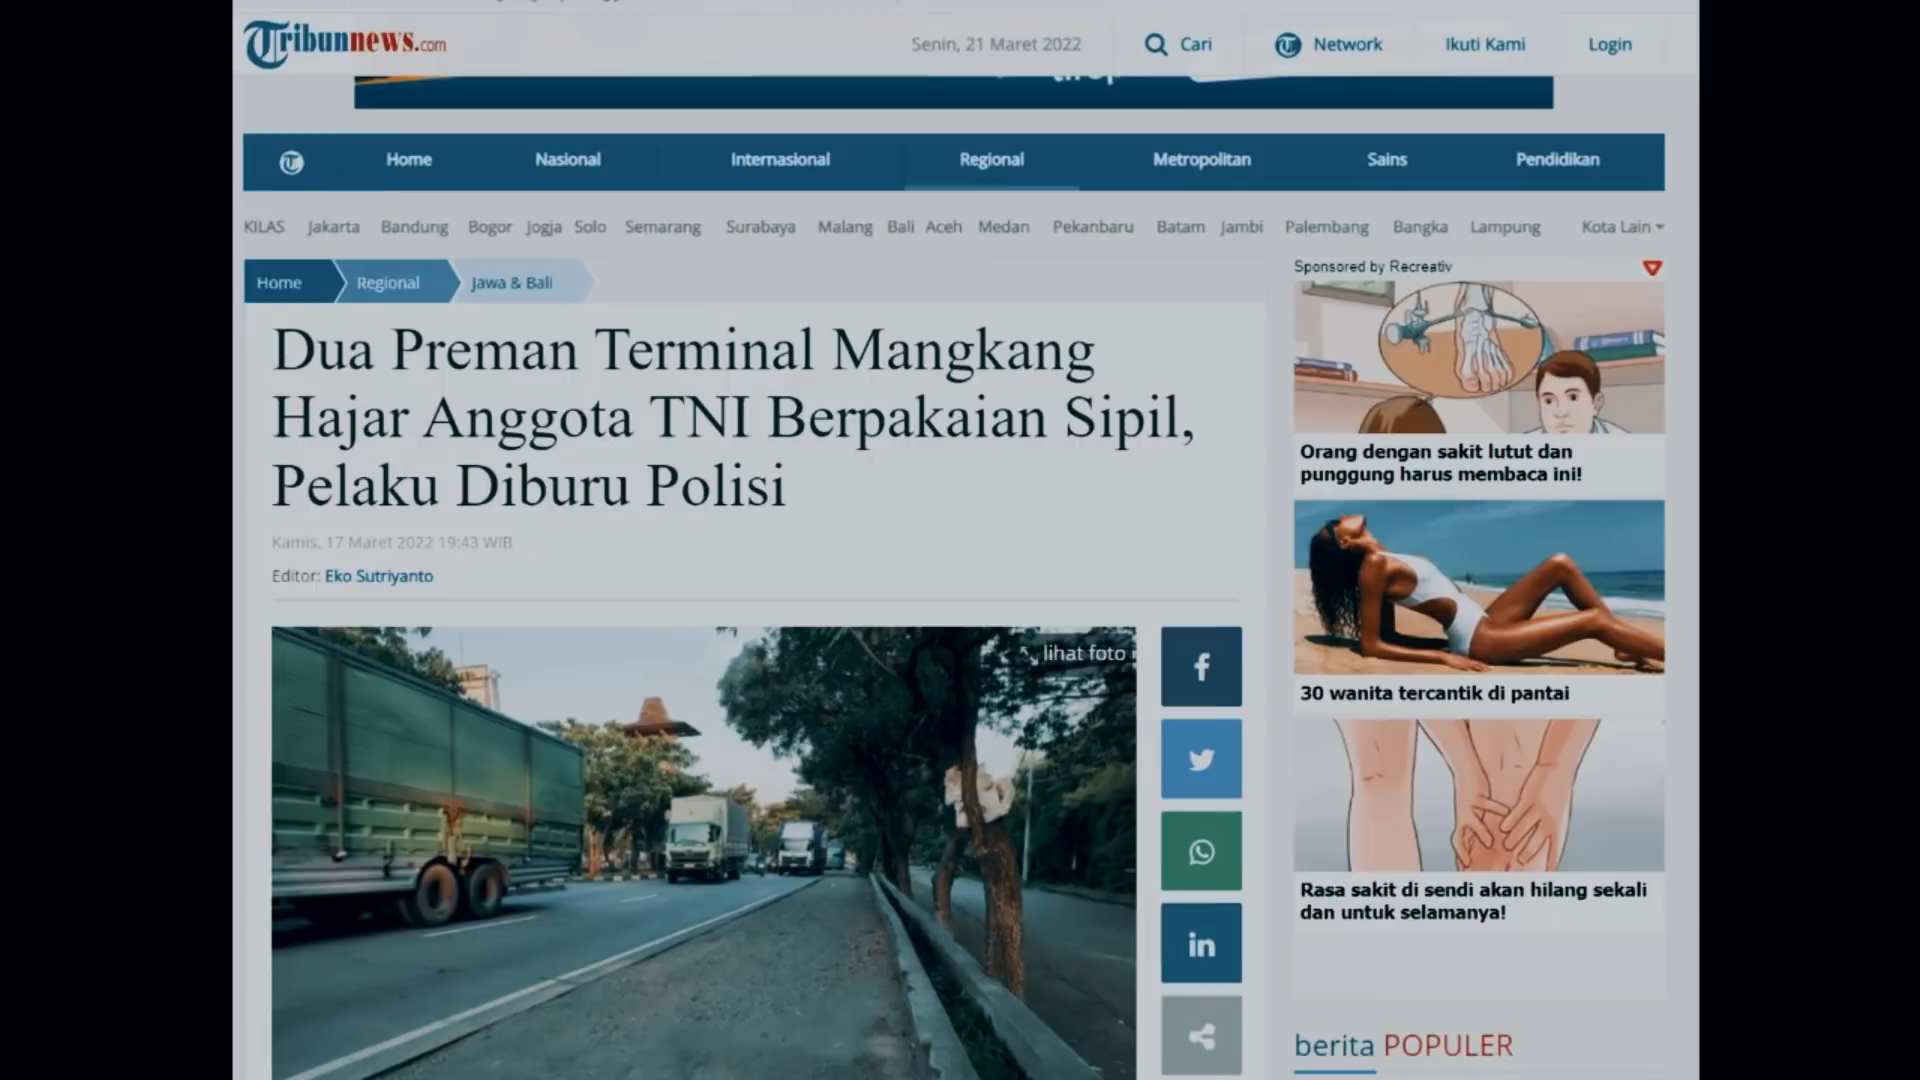 Tribunnews.com
Senin, 21 Maret 2022
Cari
Network
Ikuti Kami
Login
Home
Nasional
Internasional
Regional
Metropolitan
Sains
Pendidikan
KILAS Jakarta Bandung Bogor Jogja Solo Semarang Surabaya Malang Bali Aceh Medan Pekanbaru Batam Jambi Palembang Bangka Lampung Kota Lain
Home
Regional
Jawa & Bali
Dua Preman Terminal Mangkang
Hajar Anggota TNI Berpakaian Sipil,
Pelaku Diburu Polisi
Kamis, 17 Maret 2022 19:43 WIB
Editor: Eko Sutriyanto
lihat foto
Sponsored by Recreativ
Orang dengan sakit lutut dan
punggung harus membaca ini!
30 wanita tercantik di pantai
Rasa sakit di sendi akan hilang sekali
dan untuk selamanya!
berita POPULER